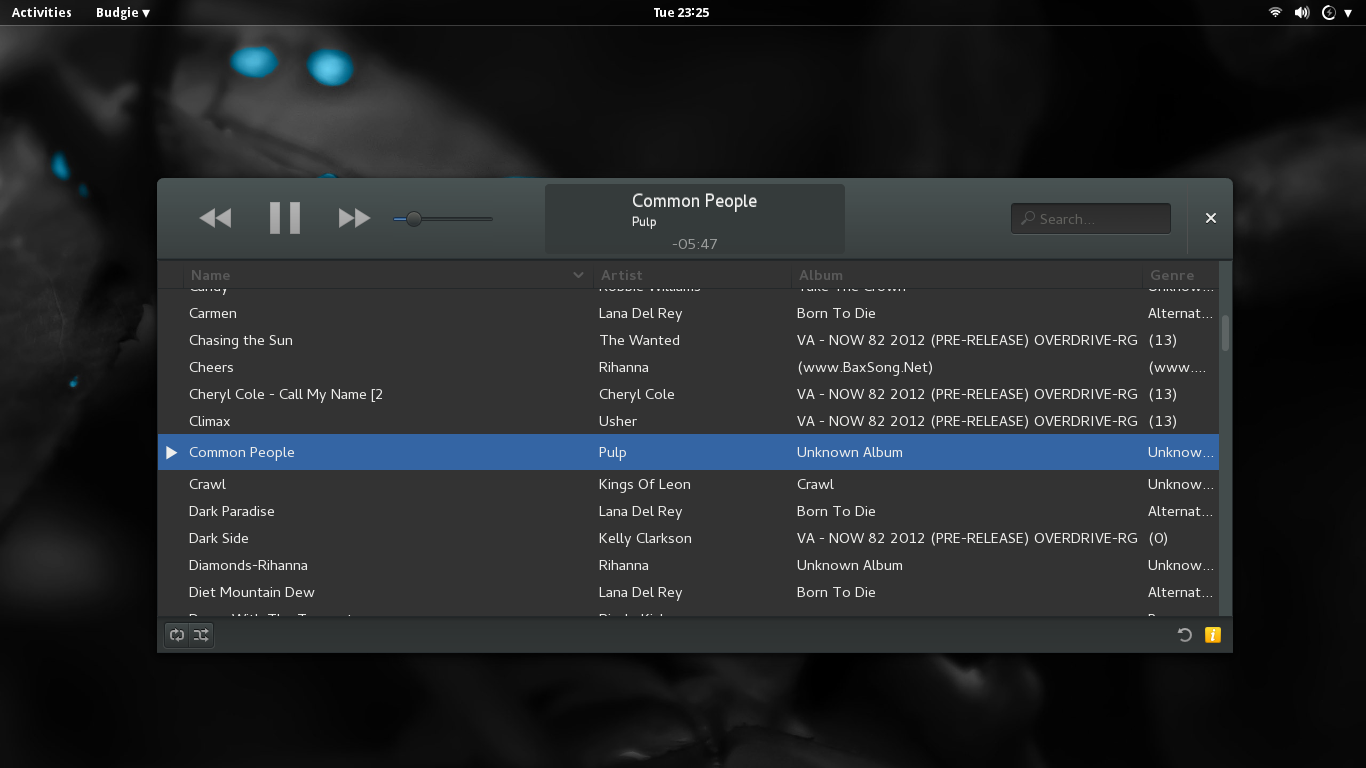 Activities Budgie ▾ Tue 23:25
Common People
Pulp
-05:47
Search...
Name Artist Album Genre
Candy Robbie Williams Take The Crown Unknow...
Carmen Lana Del Rey Born To Die Alternat...
Chasing the Sun The Wanted VA - NOW 82 2012 (PRE-RELEASE) OVERDRIVE-RG (13)
Cheers Rihanna (www.BaxSong.Net) (www....
Cheryl Cole - Call My Name [2 Cheryl Cole VA - NOW 82 2012 (PRE-RELEASE) OVERDRIVE-RG (13)
Climax Usher VA - NOW 82 2012 (PRE-RELEASE) OVERDRIVE-RG (13)
Common People Pulp Unknown Album Unknow...
Crawl Kings Of Leon Crawl Unknow...
Dark Paradise Lana Del Rey Born To Die Alternat...
Dark Side Kelly Clarkson VA - NOW 82 2012 (PRE-RELEASE) OVERDRIVE-RG (0)
Diamonds-Rihanna Rihanna Unknown Album Unknow...
Diet Mountain Dew Lana Del Rey Born To Die Alternat...
With The